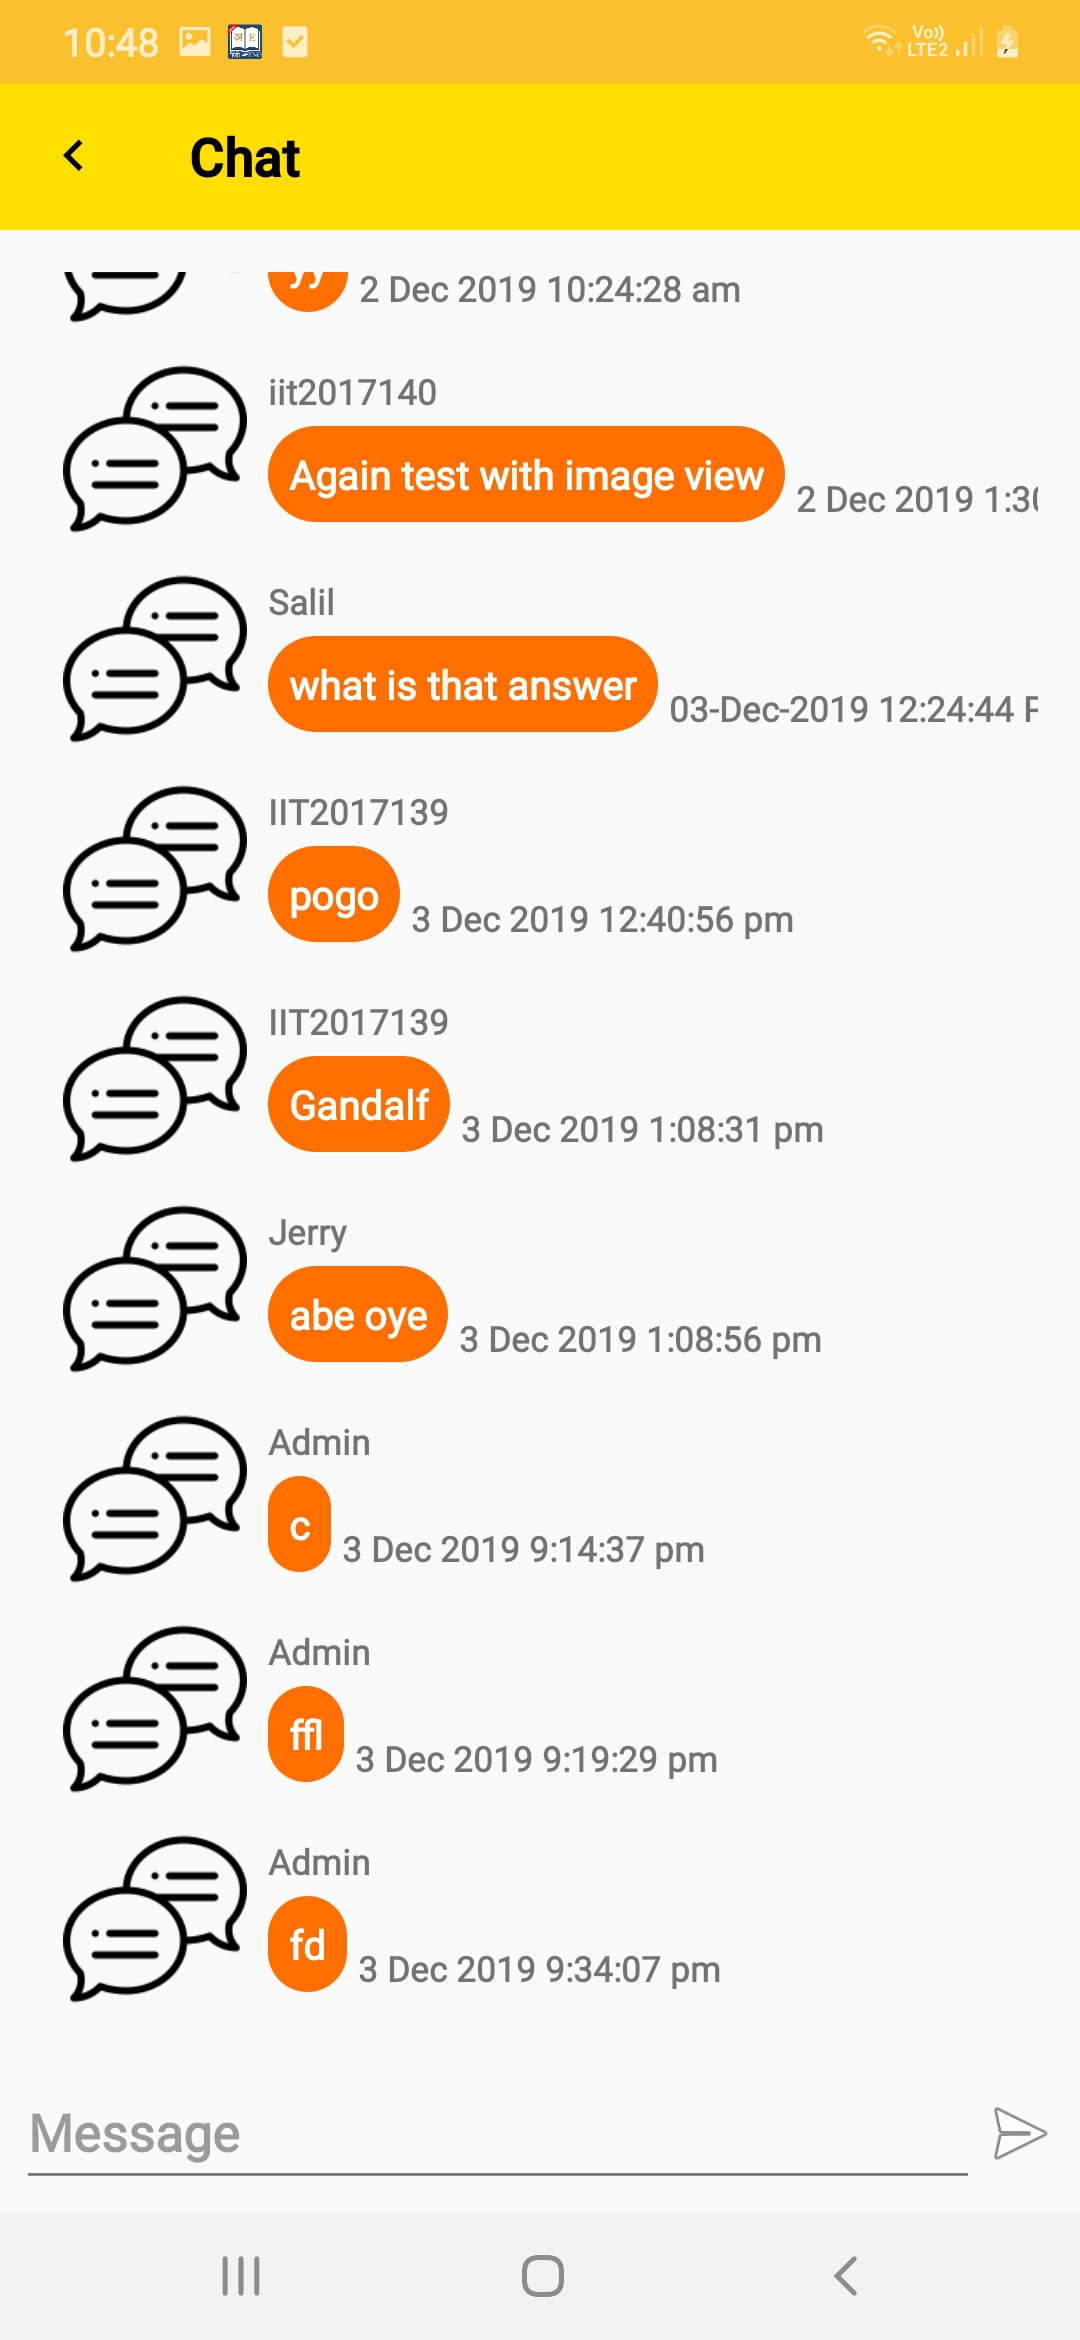 10:48
Vo))
LTE2
Chat
2 Dec 2019 10:24:28 am
iit2017140
Again test with image view
2 Dec 2019 1:30
Salil
what is that answer
03-Dec-2019 12:24:44 P
IIT2017139
pogo
3 Dec 2019 12:40:56 pm
IIT2017139
Gandalf
3 Dec 2019 1:08:31 pm
Jerry
abe oye
3 Dec 2019 1:08:56 pm
Admin
c
3 Dec 2019 9:14:37 pm
Admin
ffl
3 Dec 2019 9:19:29 pm
Admin
fd
3 Dec 2019 9:34:07 pm
Message